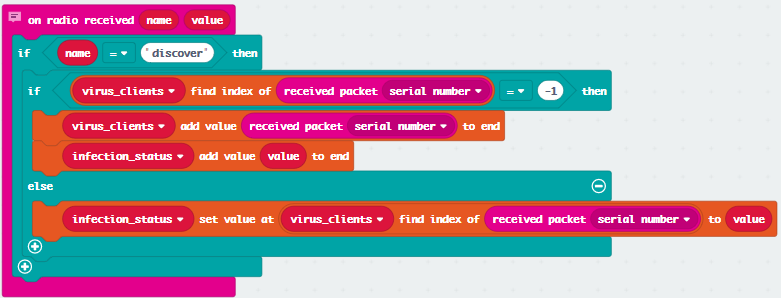 on radio received name value
if name = "discover" then
if virus_clients find index of received packet serial number = -1 then
virus_clients add value received packet serial number to end
infection_status add value value to end
else
infection_status set value at virus_clients find index of received packet serial number to value